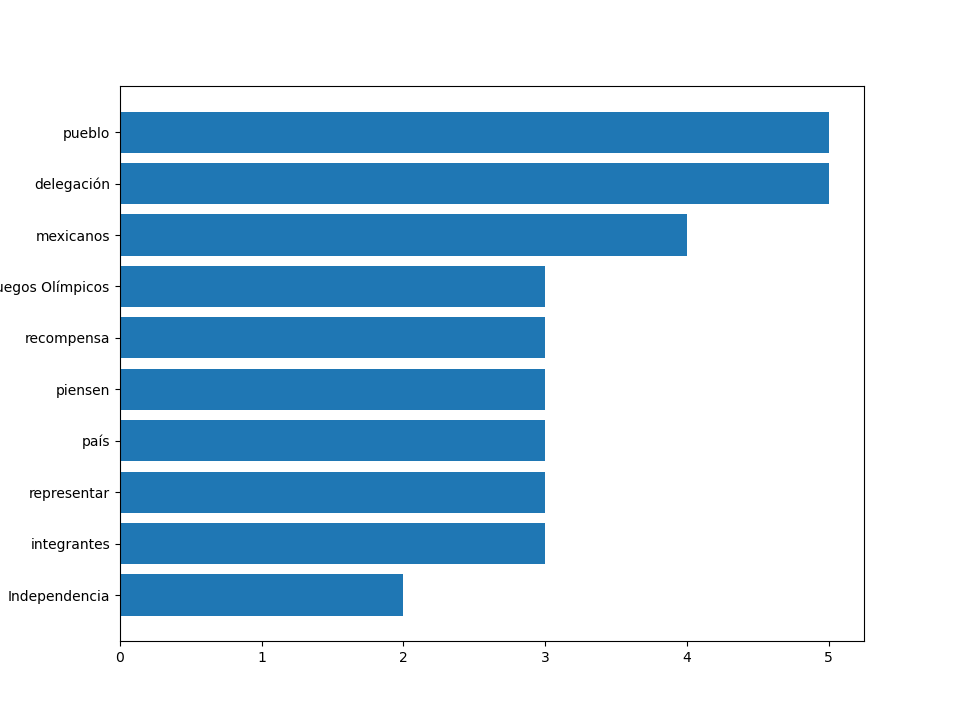 pueblo
delegación
mexicanos
uegos Olímpicos
recompensa
piensen
país
representar
integrantes
Independencia
0 1 2 3 4 5